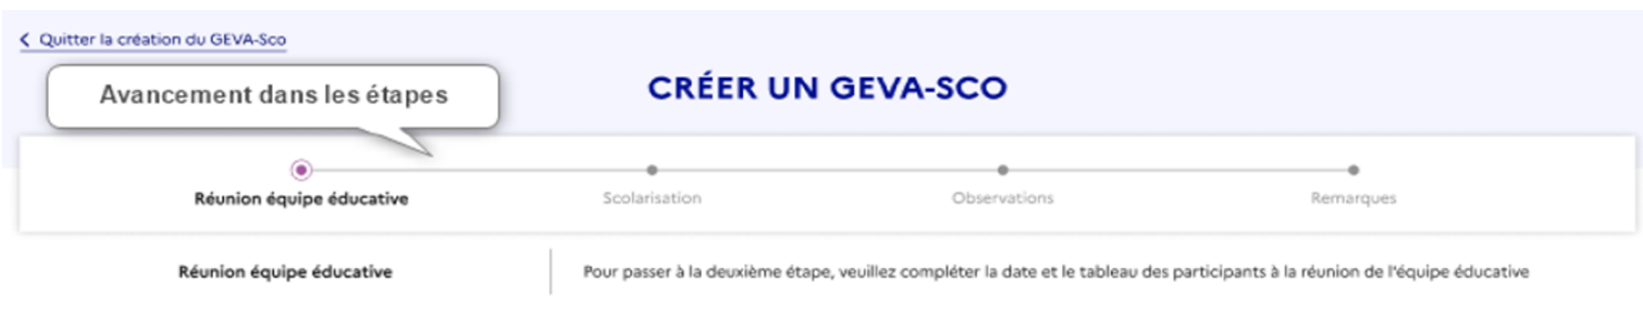 Quitter la création du GEVA-Sco
Avancement dans les étapes
CRÉER UN GEVA-SCO
Réunion équipe éducative
Scolarisation
Observations
Remarques
Réunion équipe éducative
Pour passer à la deuxième étape, veuillez compléter la date et le tableau des participants à la réunion de l'équipe éducative